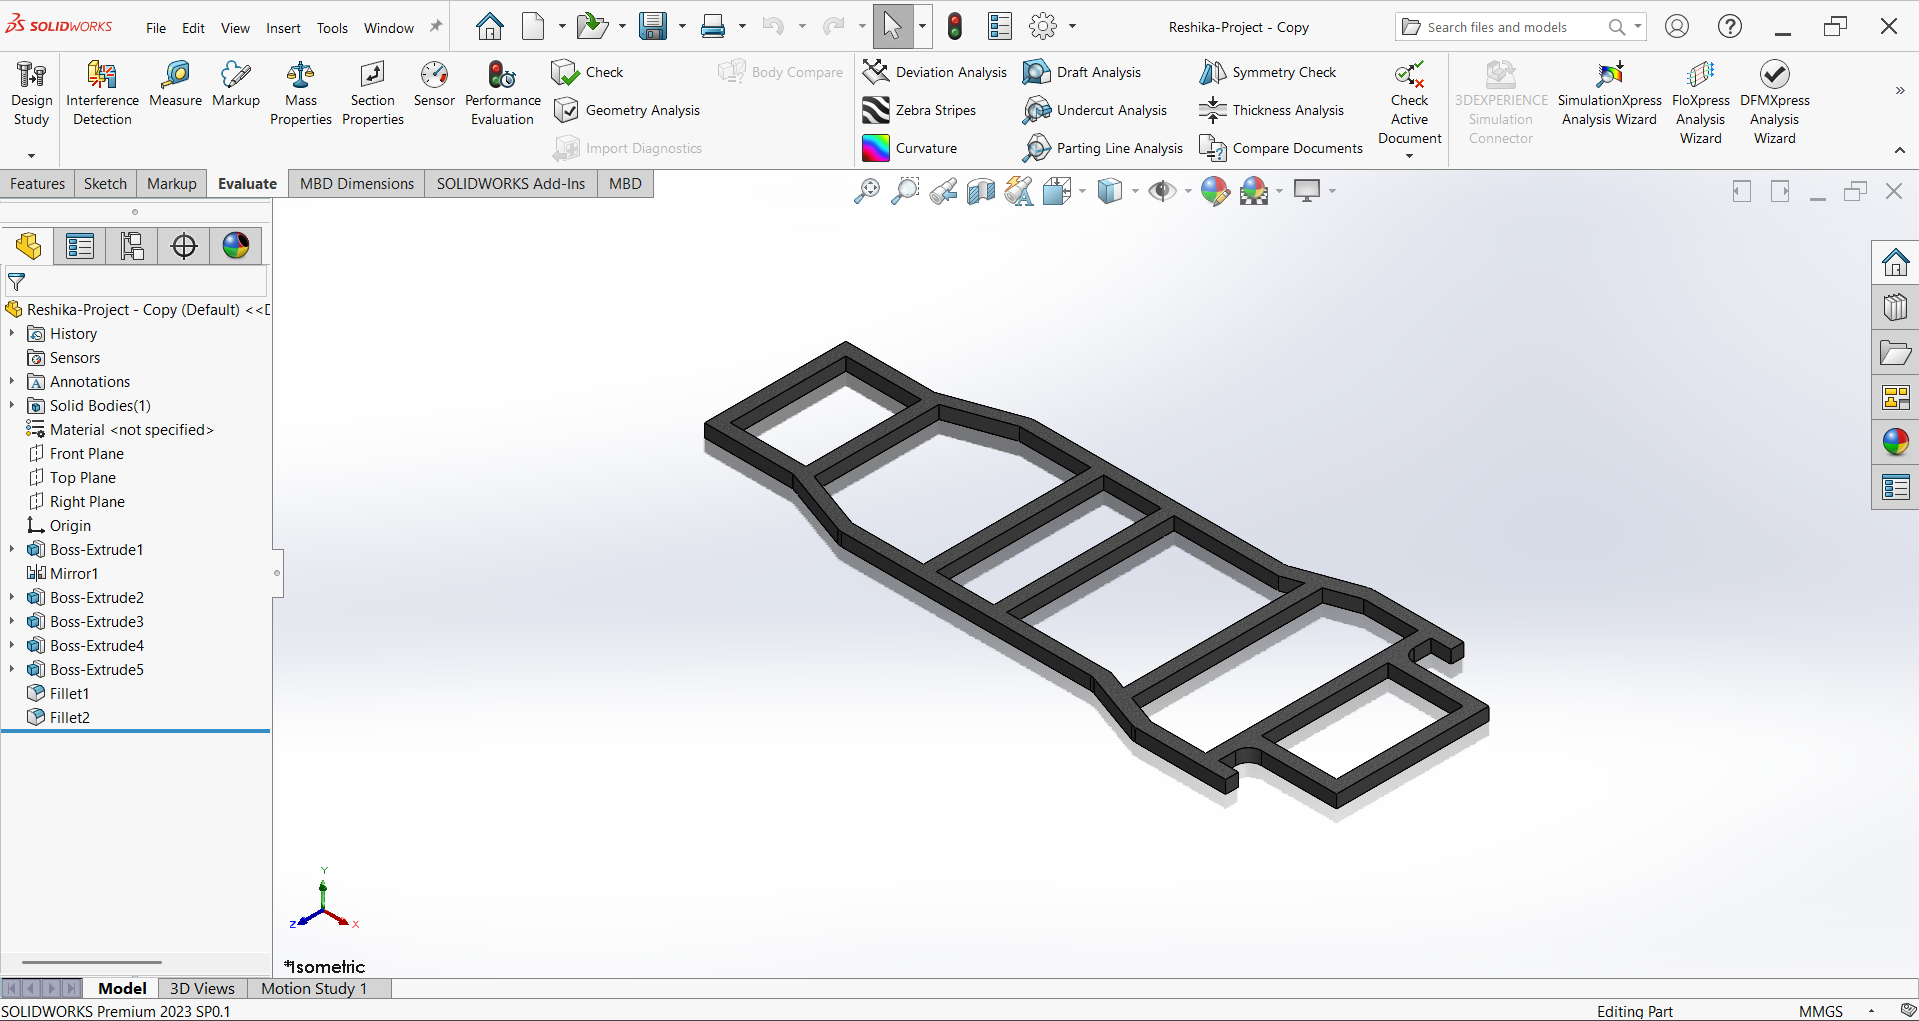 SOLIDWORKS File Edit View Insert Tools Window Reshika-Project - Copy Search files and models
Design Study
Interference Detection
Measure
Markup
Mass Properties
Section Properties
Sensor
Performance Evaluation
Check
Geometry Analysis
Import Diagnostics
Body Compare
Deviation Analysis
Zebra Stripes
Curvature
Draft Analysis
Undercut Analysis
Parting Line Analysis
Symmetry Check
Thickness Analysis
Compare Documents
Check Active Document
3DEXPERIENCE Simulation Connector
SimulationXpress Analysis Wizard
FloXpress Analysis Wizard
DFMXpress Analysis Wizard
Features Sketch Markup Evaluate MBD Dimensions SOLIDWORKS Add-Ins MBD
Reshika-Project - Copy (Default) <<D
History
Sensors
Annotations
Solid Bodies(1)
Material <not specified>
Front Plane
Top Plane
Right Plane
Origin
Boss-Extrude1
Mirror1
Boss-Extrude2
Boss-Extrude3
Boss-Extrude4
Boss-Extrude5
Fillet1
Fillet2
Y
Z X
*Isometric
Model 3D Views Motion Study 1
SOLIDWORKS Premium 2023 SP0.1 Editing Part MMGS